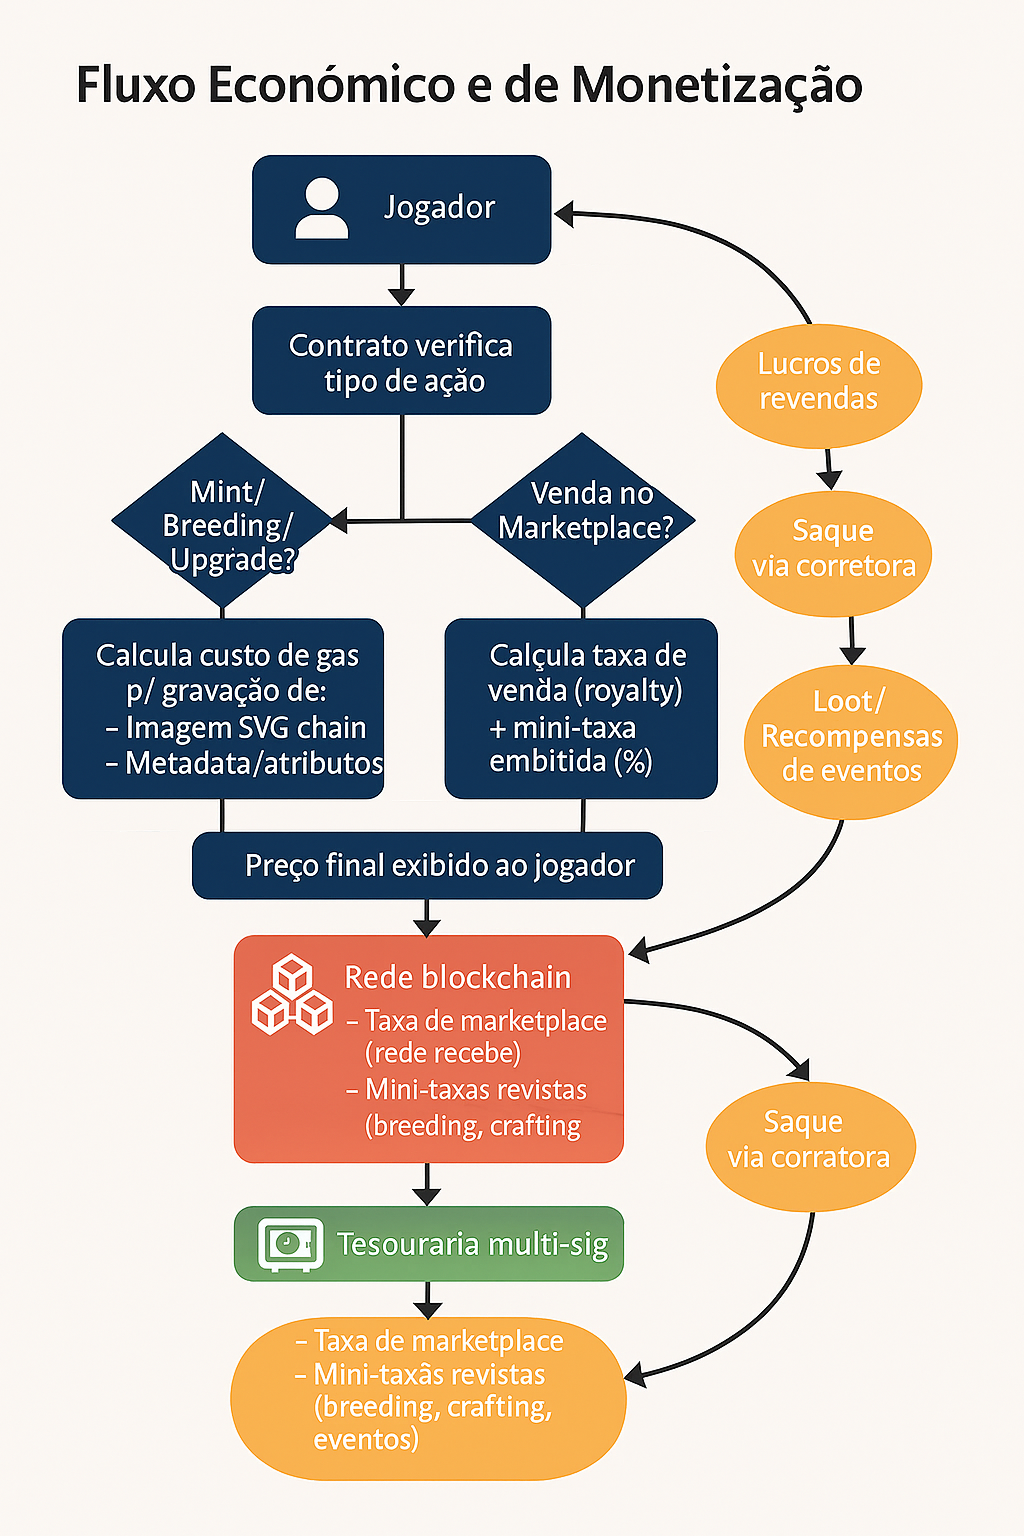 Fluxo Económico e de Monetização
Jogador
Contrato verifica
tipo de ação
Mint/
Breeding/
Upgrade?
Venda no
Marketplace?
Calcula custo de gas
p/ gravação de:
– Imagem SVG chain
– Metadata/atributos
Calçula taxa de
venda (royalty)
+ mini-taxa
embitida (%)
Preço final exibido ao jogador
Rede blockchain
– Taxa de marketplace
(rede recebe)
– Mini-taxas revistas
(breeding, crafting
Tesouraria multi-sig
– Taxa de marketplace
– Mini-taxãs revistas
(breeding, crafting,
eventos)
Lucros de
revendas
Saque
via corretora
Loot/
Recompensas
de eventos
Saque
via corratora